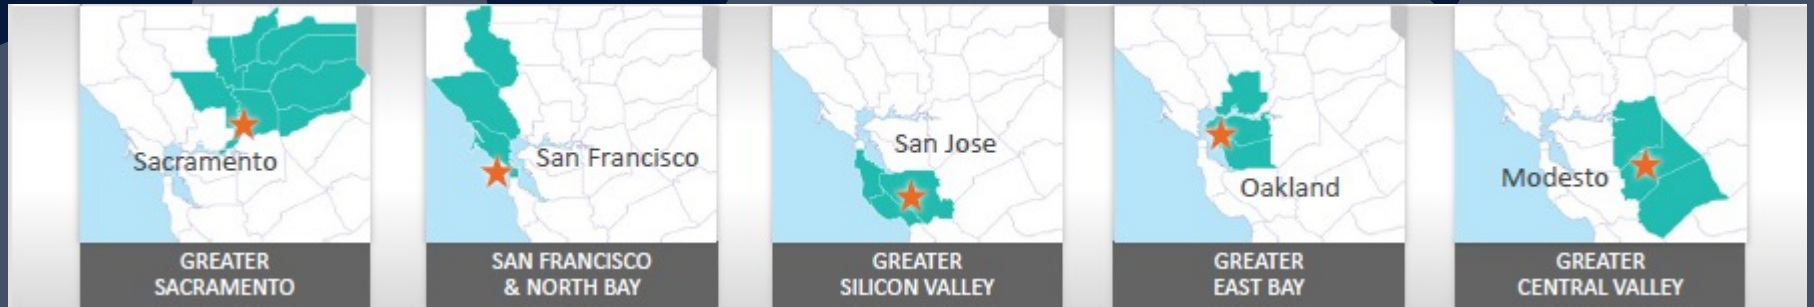 Sacramento
GREATER
SACRAMENTO
San Francisco
SAN FRANCISCO
& NORTH BAY
San Jose
GREATER
SILICON VALLEY
Oakland
GREATER
EAST BAY
Modesto
GREATER
CENTRAL VALLEY